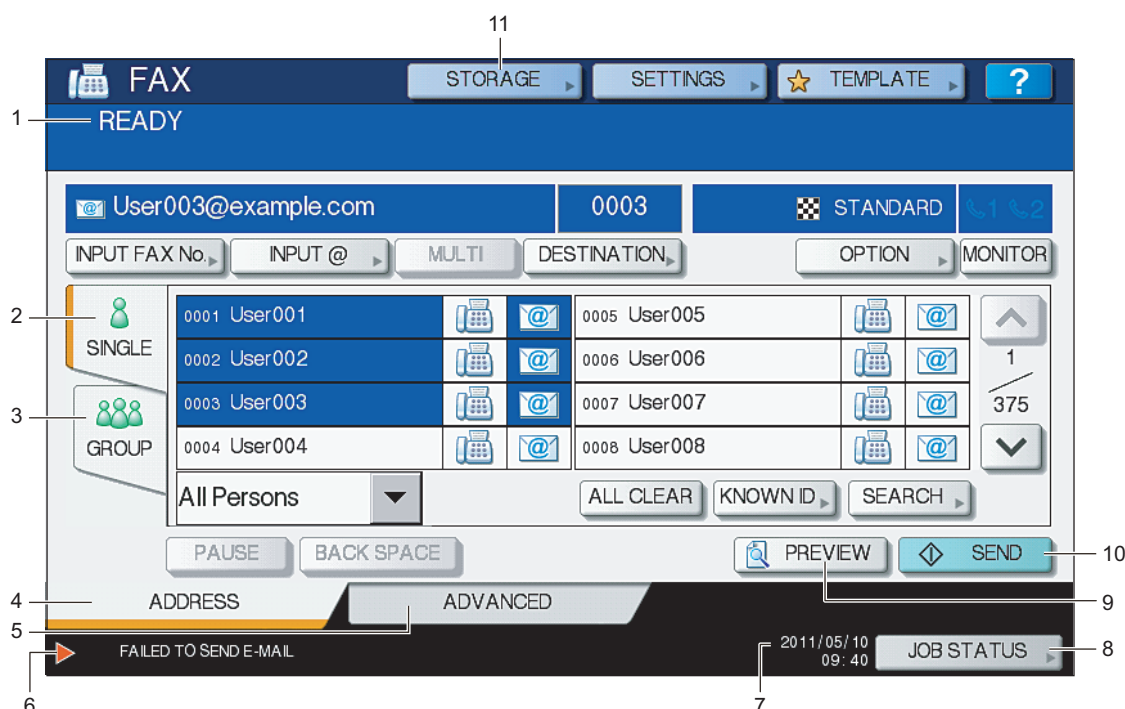 11
FAX STORAGE SETTINGS TEMPLATE ?
1 READY
User003@example.com 0003 STANDARD 1 2
INPUT FAX No. INPUT @ MULTI DESTINATION OPTION MONITOR
2 SINGLE 0001 User001 0005 User005
0002 User002 0006 User006 1
3 GROUP 0003 User003 0007 User007 375
0004 User004 0008 User008
All Persons ALL CLEAR KNOWN ID SEARCH
PAUSE BACK SPACE PREVIEW SEND 10
4 ADDRESS ADVANCED 9
5
FAILED TO SEND E-MAIL 2011/05/10 JOB STATUS 8
09:40
6 7